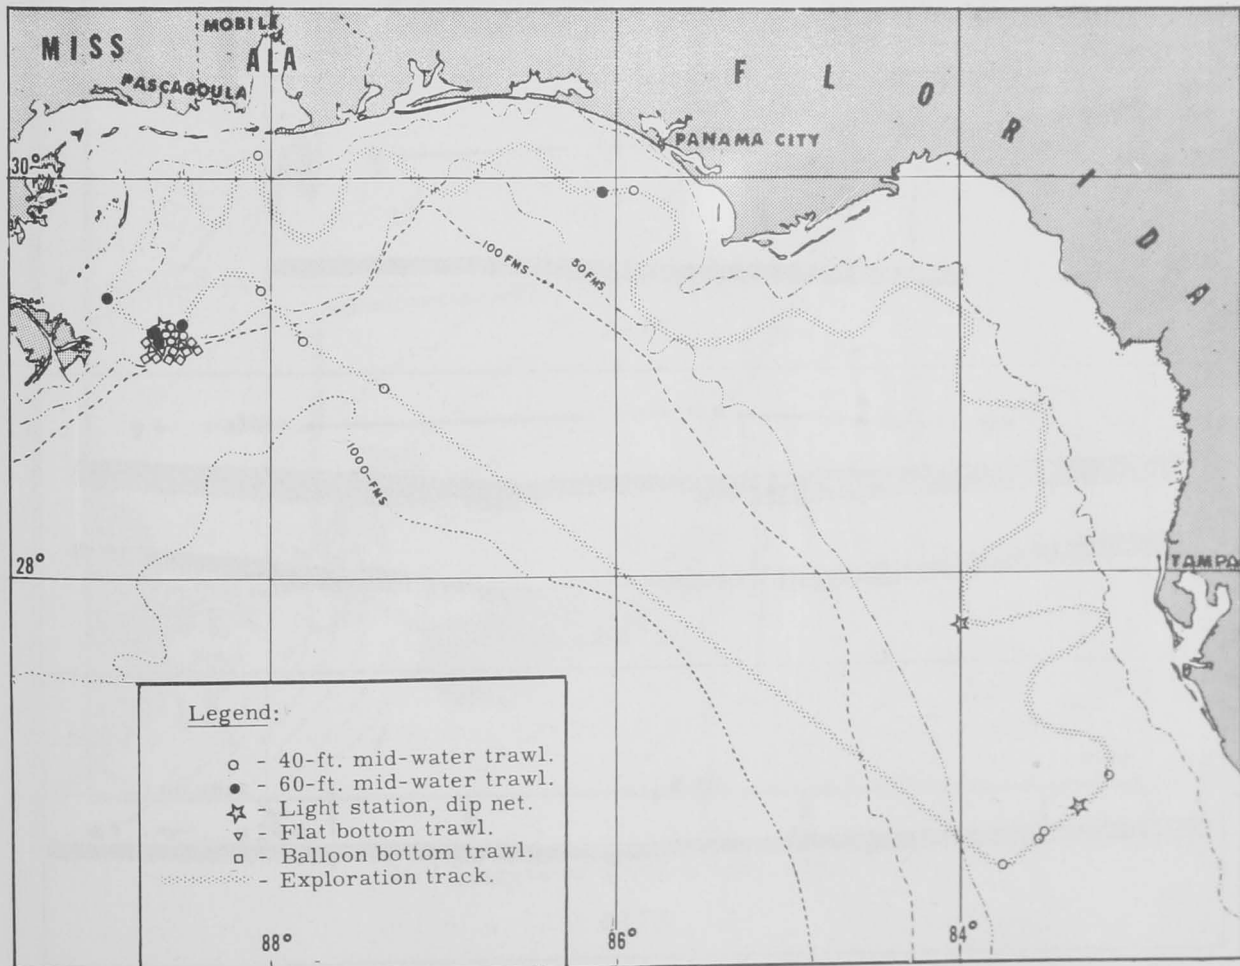 MOBILE
MISS
ALA
PASCAGOULA
FLORIDA
PANAMA CITY
30°
100 FMS.
50 FMS
1000 FMS
28°
TAMPA
Legend:
- 40-ft. mid-water trawl.
- 60-ft. mid-water trawl.
- Light station, dip net.
- Flat bottom trawl.
- Balloon bottom trawl.
- Exploration track.
88°
86°
84°